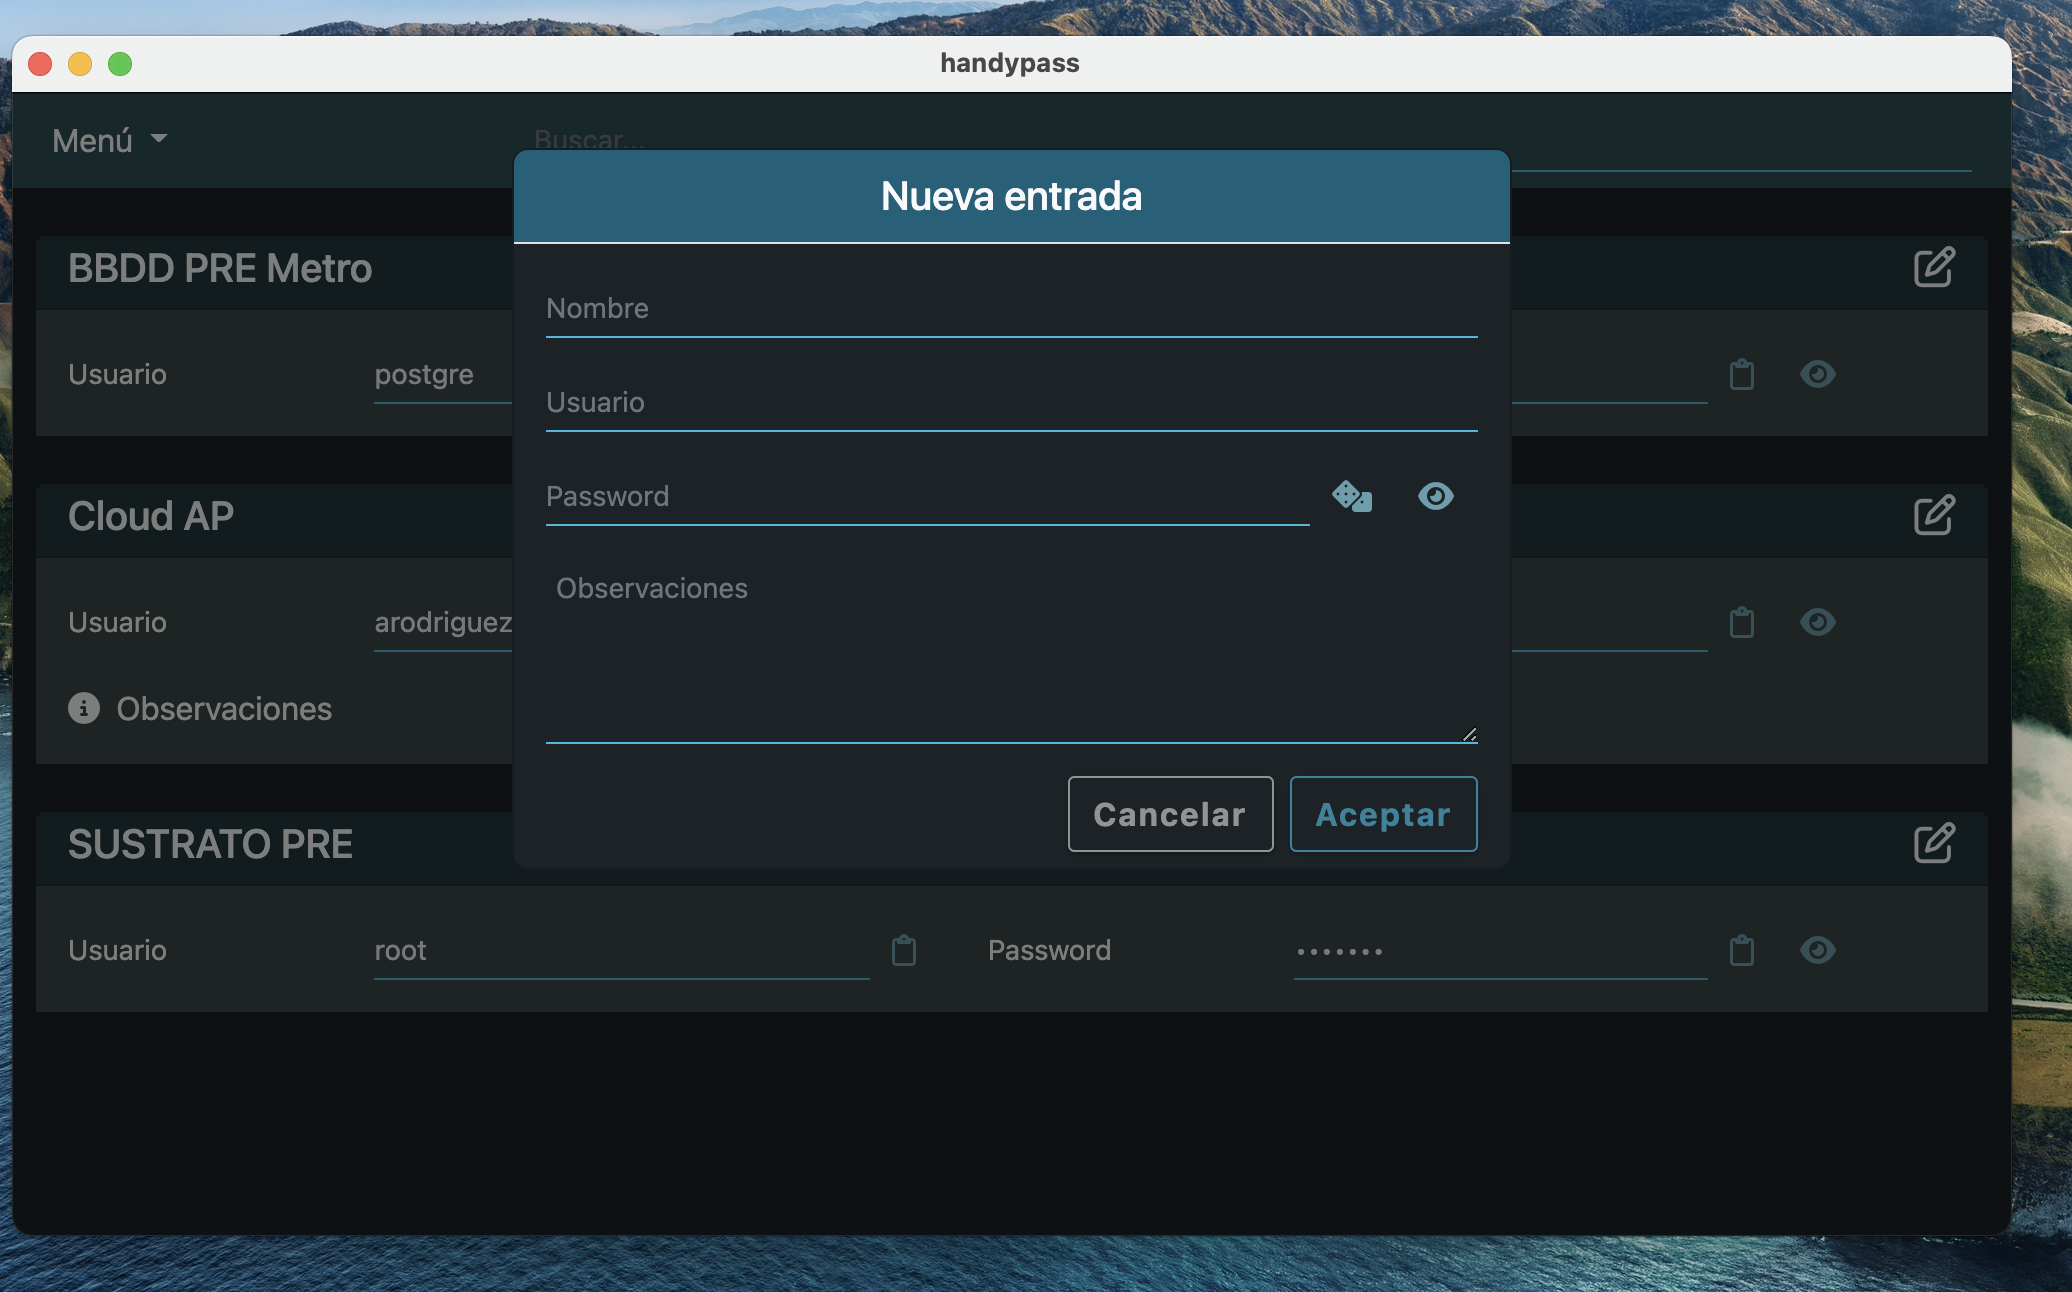 handypass
Menú
Buscar...
Nueva entrada
BBDD PRE Metro
Nombre
Usuario postgre
Usuario
Password
Cloud AP
Observaciones
Usuario arodriguez
Observaciones
Cancelar Aceptar
SUSTRATO PRE
Usuario root Password •••••••